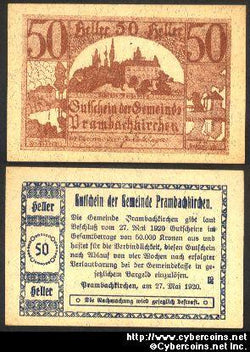 Heller 50 Heller
50 50
Gutschein der Gemeinde
Prambachkirchen
Heller
50
Heller
Gutschein der Gemeinde Prambachkirchen.
Die Gemeinde Prambachkirchen gibt laut
Beschluß vom 27. Mai 1920 Gutscheine im
Gesamtbetrage von 50.000 Kronen aus und
haftet für die Verbindlichkeit, diesen Gutschein
nach Ablauf von vier Wochen nach erfolgter
Verlautbarung bei der Gemeindekasse in ge-
setzlichem Bargeld einzulösen.
Prambachkirchen, am 27. Mai 1920.
Die Nachmachung wird gesetzlich bestraft.
www.cybercoins.net
©Cybercoins.net